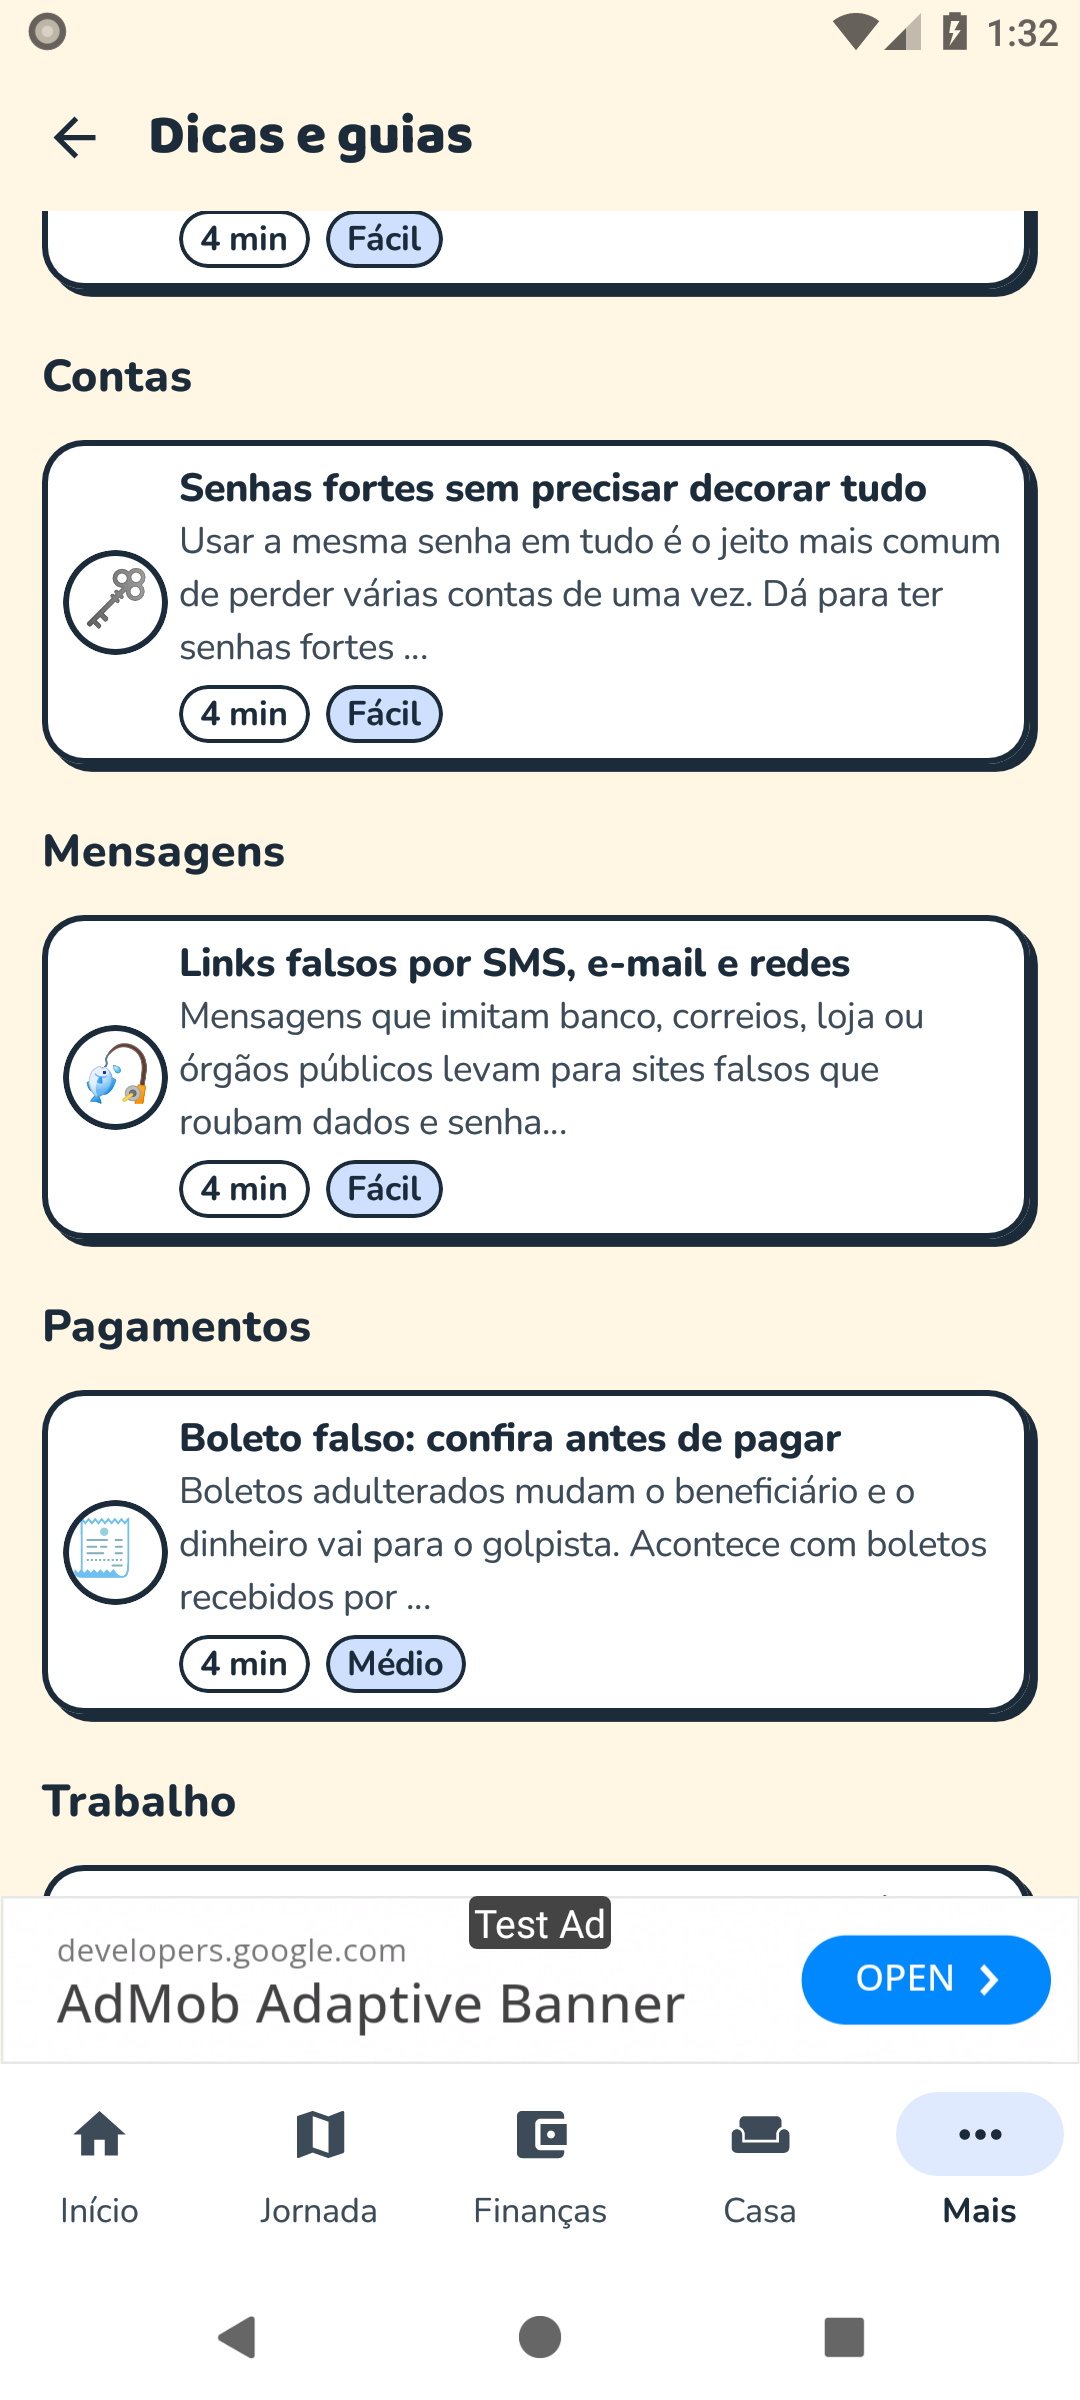 1:32
Dicas e guias
4 min Fácil
Contas
Senhas fortes sem precisar decorar tudo
Usar a mesma senha em tudo é o jeito mais comum
de perder várias contas de uma vez. Dá para ter
senhas fortes ...
4 min Fácil
Mensagens
Links falsos por SMS, e-mail e redes
Mensagens que imitam banco, correios, loja ou
órgãos públicos levam para sites falsos que
roubam dados e senha...
4 min Fácil
Pagamentos
Boleto falso: confira antes de pagar
Boletos adulterados mudam o beneficiário e o
dinheiro vai para o golpista. Acontece com boletos
recebidos por ...
4 min Médio
Trabalho
Test Ad
developers.google.com
AdMob Adaptive Banner
OPEN
Início Jornada Finanças Casa Mais